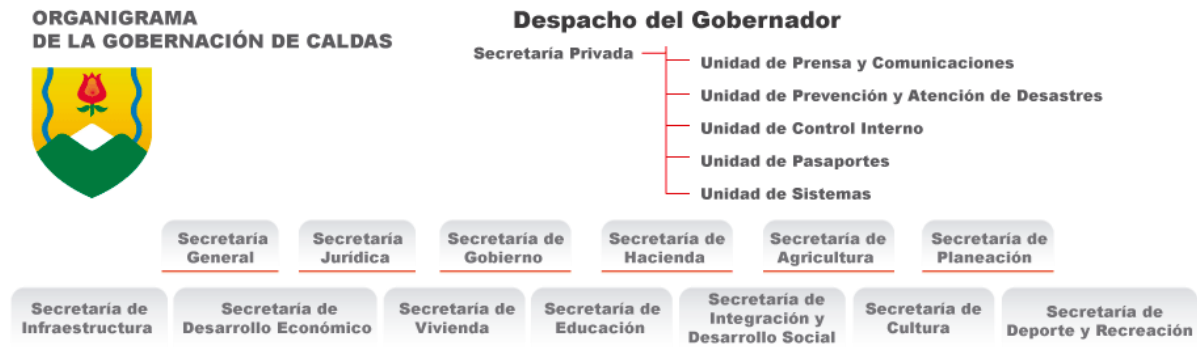 ORGANIGRAMA
DE LA GOBERNACIÓN DE CALDAS
Despacho del Gobernador
Secretaría Privada
Unidad de Prensa y Comunicaciones
Unidad de Prevención y Atención de Desastres
Unidad de Control Interno
Unidad de Pasaportes
Unidad de Sistemas
Secretaría
General
Secretaría
Jurídica
Secretaría de
Gobierno
Secretaría de
Hacienda
Secretaría de
Agricultura
Secretaría de
Planeación
Secretaría de
Infraestructura
Secretaría de
Desarrollo Económico
Secretaría de
Vivienda
Secretaría de
Educación
Secretaría de
Integración y
Desarrollo Social
Secretaría de
Cultura
Secretaría de
Deporte y Recreación